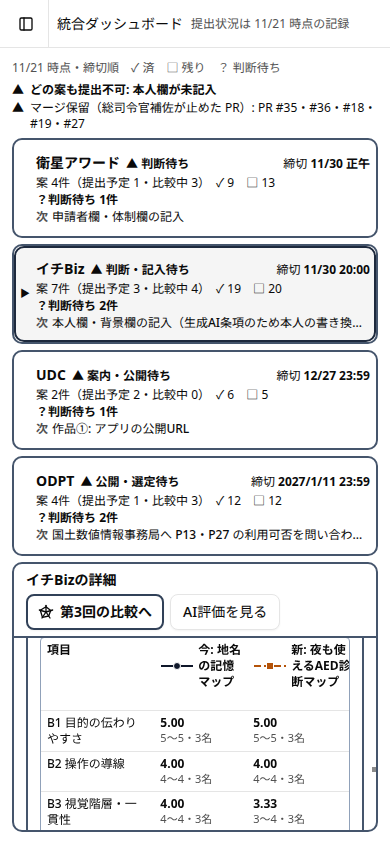 統合ダッシュボード 提出状況は 11/21 時点の記録
11/21 時点・締切順 ✓ 済 □ 残り ? 判断待ち
▲ どの案も提出不可: 本人欄が未記入
▲ マージ保留（総司令官補佐が止めた PR）: PR #35・#36・#18・
#19・#27
衛星アワード ▲ 判断待ち 締切 11/30 正午
案 4件（提出予定 1・比較中 3） ✓ 9 □ 13
? 判断待ち 1件
次 申請者欄・体制欄の記入
▶ イチBiz ▲ 判断・記入待ち 締切 11/30 20:00
案 7件（提出予定 3・比較中 4） ✓ 19 □ 20
? 判断待ち 2件
次 本人欄・背景欄の記入（生成AI条項のため本人の書き換…
UDC ▲ 案内・公開待ち 締切 12/27 23:59
案 2件（提出予定 2・比較中 0） ✓ 6 □ 5
? 判断待ち 1件
次 作品①: アプリの公開URL
ODPT ▲ 公開・選定待ち 締切 2027/1/11 23:59
案 4件（提出予定 1・比較中 3） ✓ 12 □ 12
? 判断待ち 2件
次 国土数値情報事務局へ P13・P27 の利用可否を問い合わ…
イチBizの詳細
第3回の比較へ AI評価を見る
項目 今: 地名 新: 夜も使
の記憶 えるAED診
マップ 断マップ
B1 目的の伝わり 5.00 5.00
やすさ 5〜5・3名 5〜5・3名
B2 操作の導線 4.00 4.00
4〜4・3名 4〜4・3名
B3 視覚階層・一 4.00 3.33
貫性 4〜4・3名 3〜4・3名